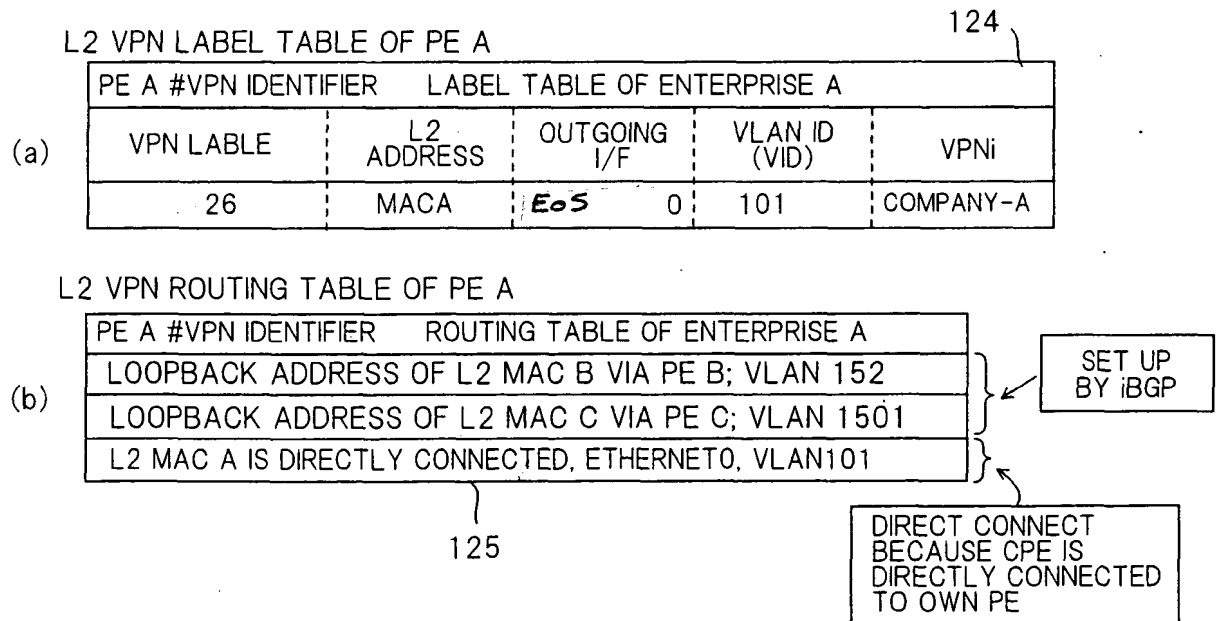 124
L2 VPN LABEL TABLE OF PE A
PE A #VPN IDENTIFIER LABEL TABLE OF ENTERPRISE A
(a)
VPN LABLE
L2 ADDRESS
OUTGOING I/F
VLAN ID (VID)
VPNi
26 MACA EoS 0 101 COMPANY-A
L2 VPN ROUTING TABLE OF PE A
PE A #VPN IDENTIFIER ROUTING TABLE OF ENTERPRISE A
(b)
LOOPBACK ADDRESS OF L2 MAC B VIA PE B; VLAN 152
LOOPBACK ADDRESS OF L2 MAC C VIA PE C; VLAN 1501
L2 MAC A IS DIRECTLY CONNECTED, ETHERNET0, VLAN101
SET UP
BY iBGP
125
DIRECT CONNECT
BECAUSE CPE IS
DIRECTLY CONNECTED
TO OWN PE